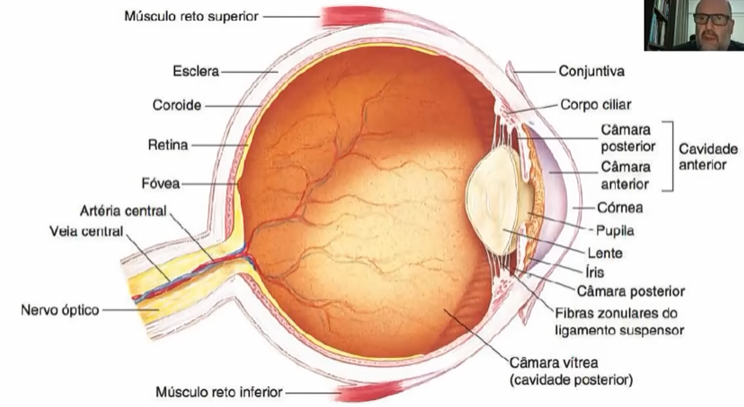 Músculo reto superior
Esclera
Coroide
Retina
Fóvea
Artéria central
Veia central
Nervo óptico
Músculo reto inferior
Conjuntiva
Corpo ciliar
Câmara
posterior
Câmara
anterior
Cavidade
anterior
Córnea
Pupila
Lente
Íris
Câmara posterior
Fibras zonulares do
ligamento suspensor
Câmara vítrea
(cavidade posterior)